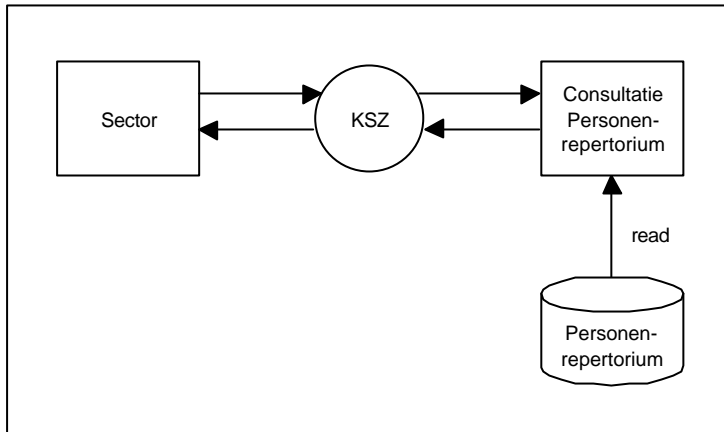 Sector
KSZ
Consultatie
Personen-
repertorium
read
Personen-
repertorium